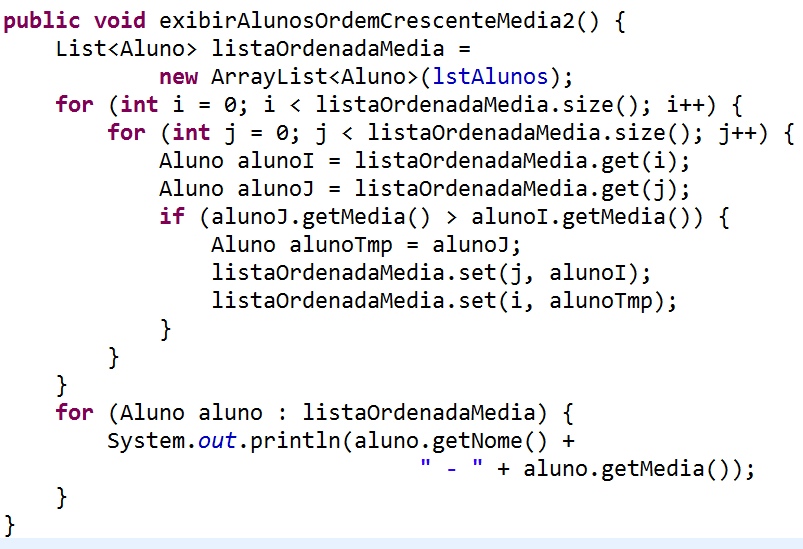 public void exibirAlunosOrdemCrescenteMedia2() {
    List<Aluno> listaOrdenadaMedia =
            new ArrayList<Aluno>(lstAlunos);
    for (int i = 0; i < listaOrdenadaMedia.size(); i++) {
        for (int j = 0; j < listaOrdenadaMedia.size(); j++) {
            Aluno alunoI = listaOrdenadaMedia.get(i);
            Aluno alunoJ = listaOrdenadaMedia.get(j);
            if (alunoJ.getMedia() > alunoI.getMedia()) {
                Aluno alunoTmp = alunoJ;
                listaOrdenadaMedia.set(j, alunoI);
                listaOrdenadaMedia.set(i, alunoTmp);
            }
        }
    }
    for (Aluno aluno : listaOrdenadaMedia) {
        System.out.println(aluno.getNome() +
                                " - " + aluno.getMedia());
    }
}